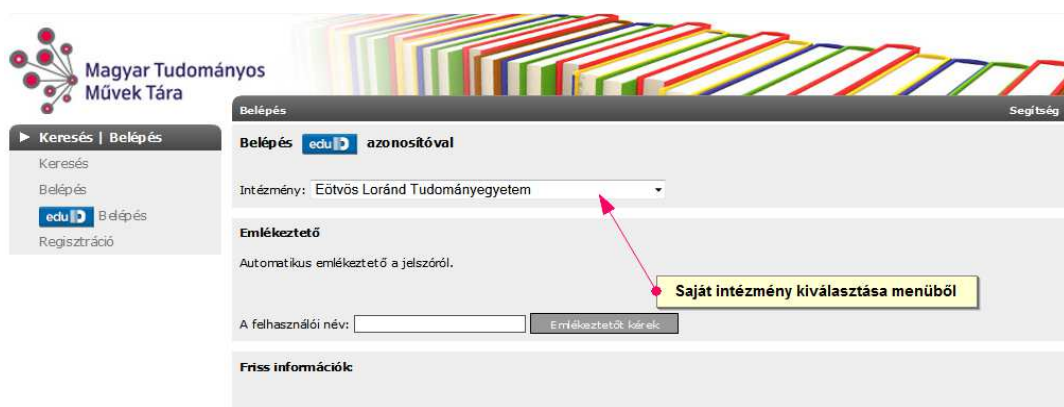 Magyar Tudományos
Művek Tára
Belépés
Segítség
Keresés | Belépés
Keresés
Belépés
edu ID Belépés
Regisztráció
Belépés edu ID azonosítóval
Intézmény: Eötvös Loránd Tudományegyetem
Emlékeztető
Automatikus emlékeztető a jelszóról.
Saját intézmény kiválasztása menüből
A felhasználói név:
Emlékeztetőt kérek
Friss információk: